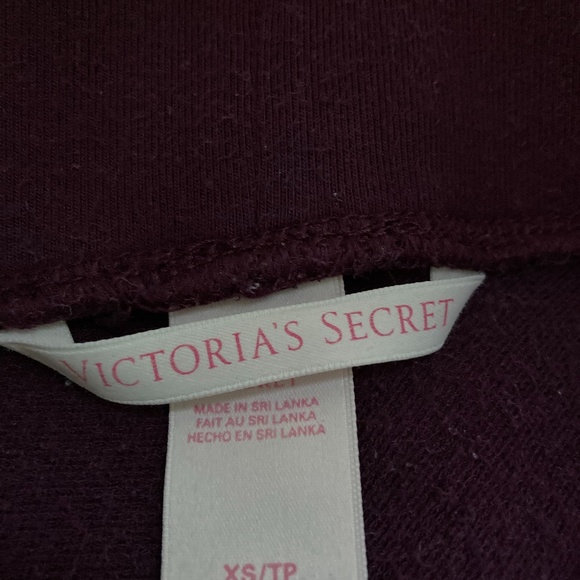 VICTORIA'S SECRET
MADE IN SRI LANKA
FAIT AU SRI LANKA
HECHO EN SRI LANKA
XS/TP